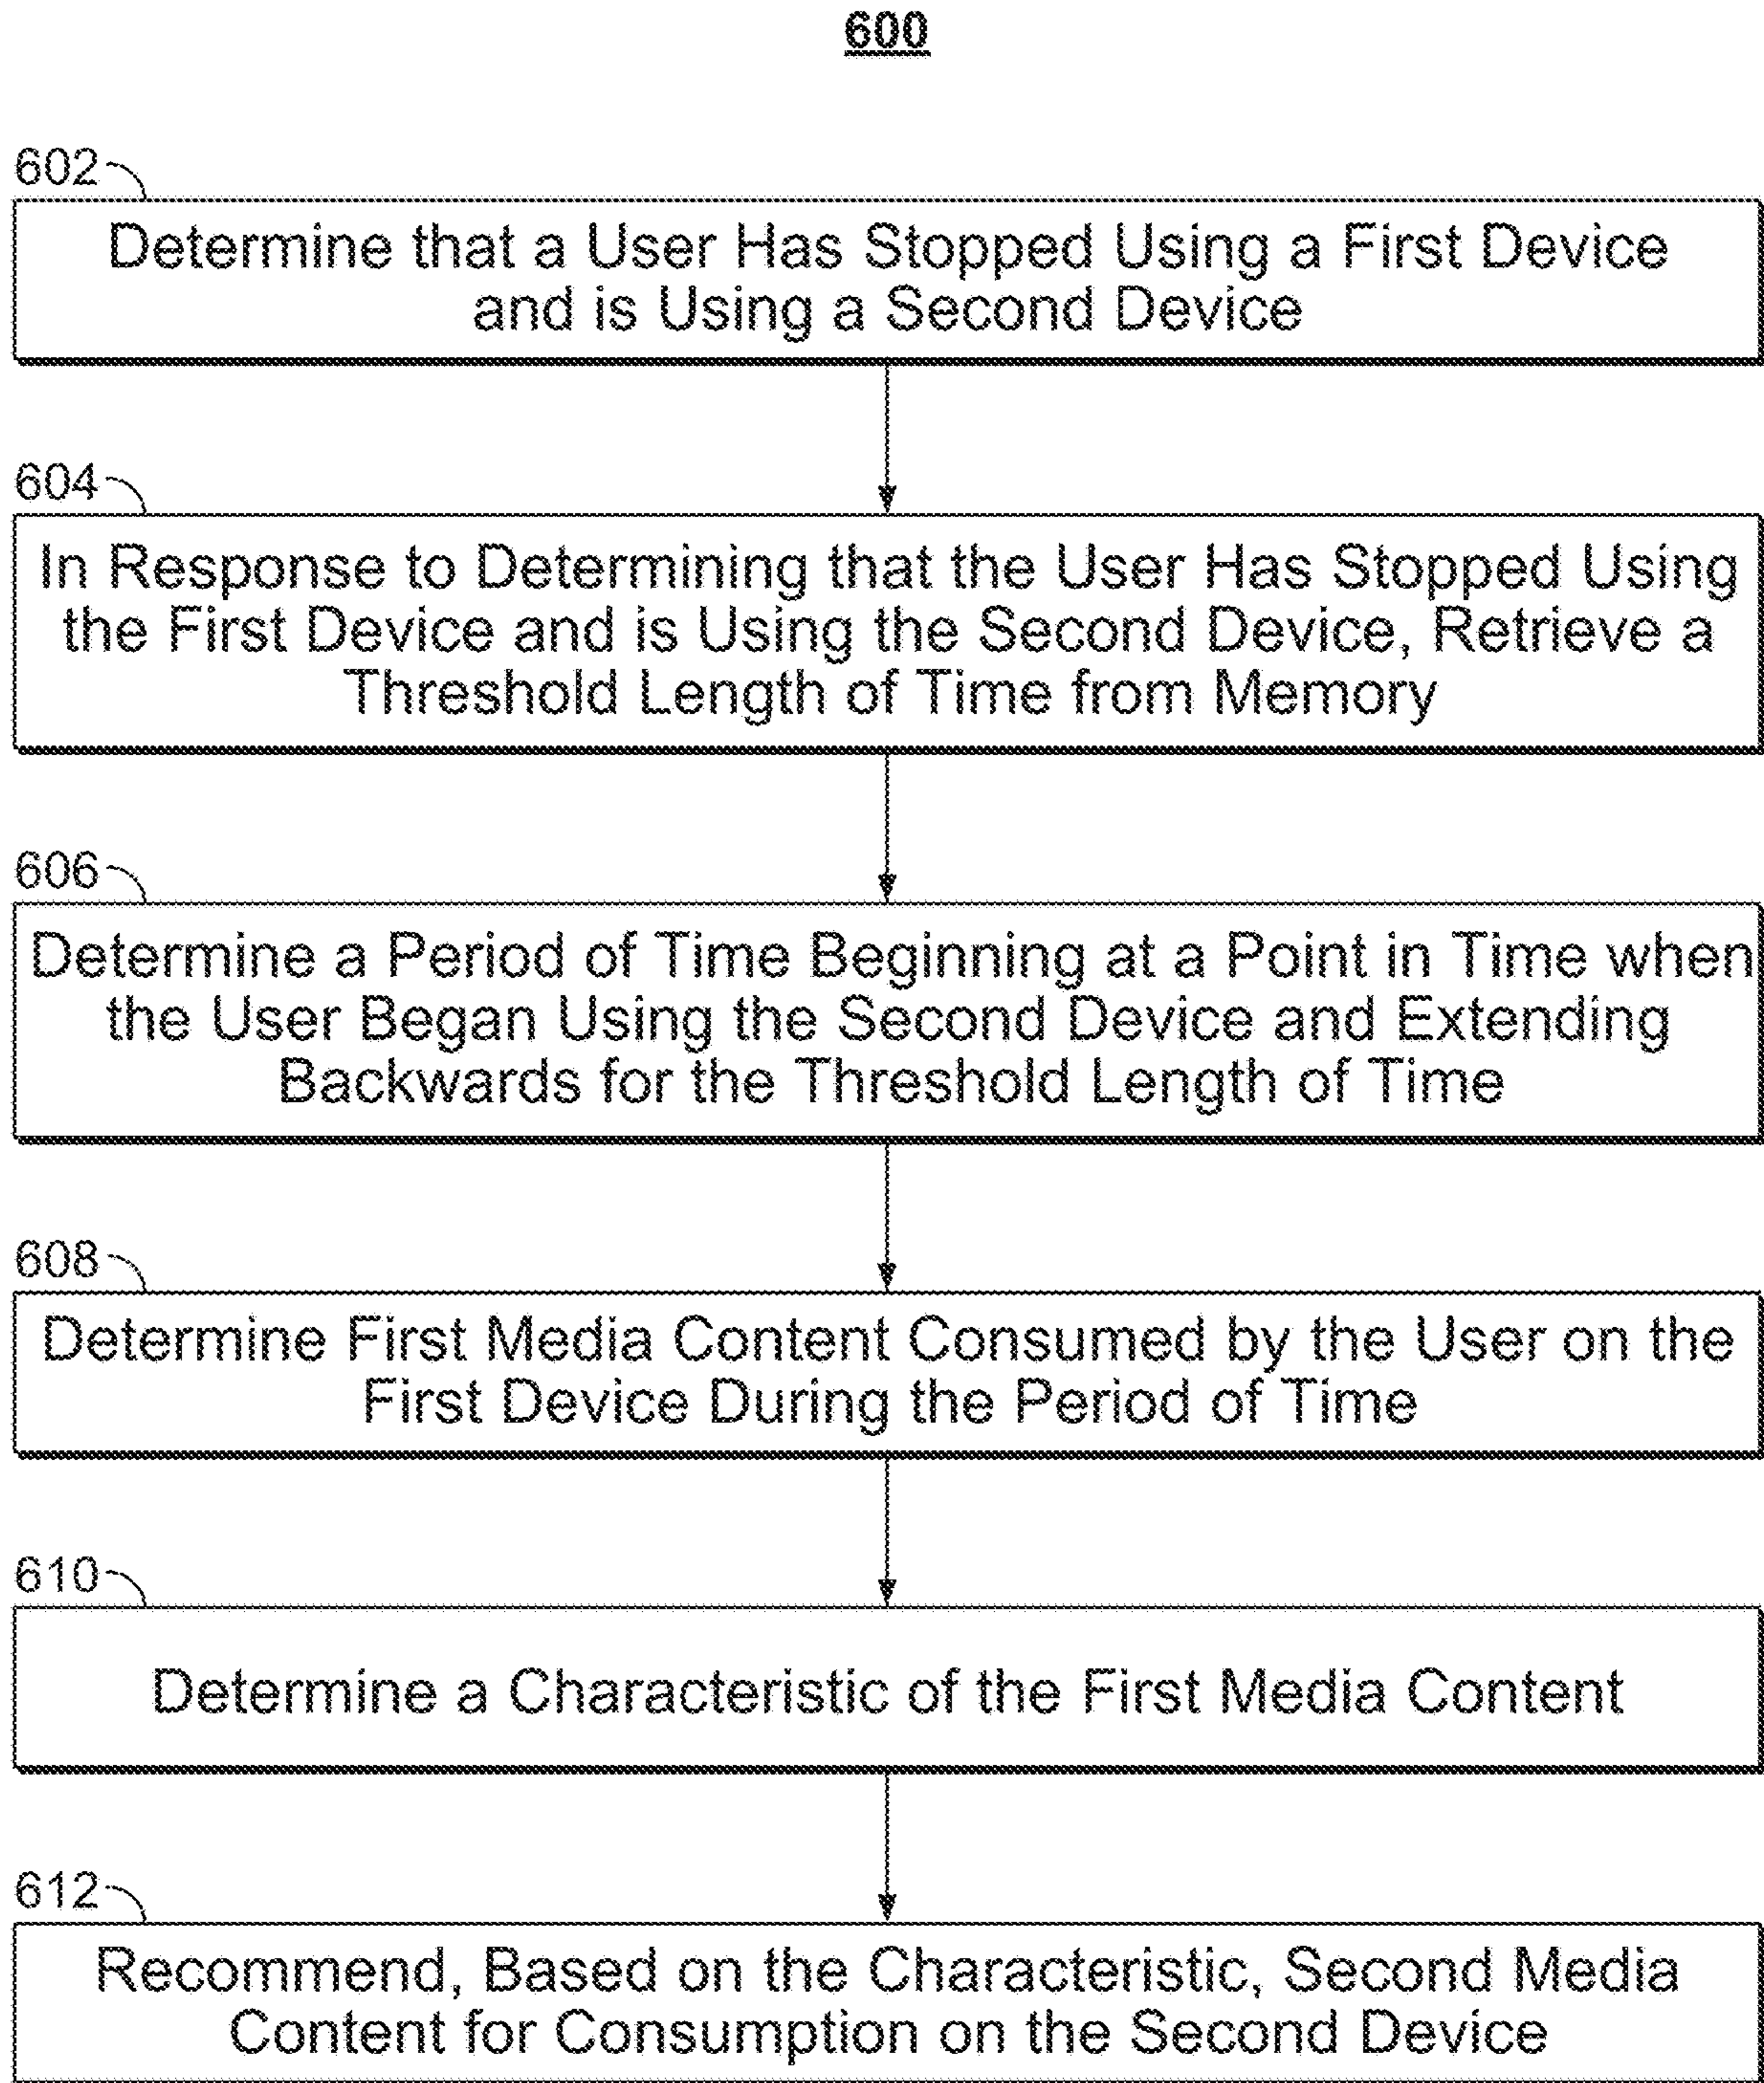 600
602
Determine that a User Has Stopped Using a First Device
and is Using a Second Device
604
In Response to Determining that the User Has Stopped Using
the First Device and is Using the Second Device, Retrieve a
Threshold Length of Time from Memory
606
Determine a Period of Time Beginning at a Point in Time when
the User Began Using the Second Device and Extending
Backwards for the Threshold Length of Time
608
Determine First Media Content Consumed by the User on the
First Device During the Period of Time
610
Determine a Characteristic of the First Media Content
612
Recommend, Based on the Characteristic, Second Media
Content for Consumption on the Second Device